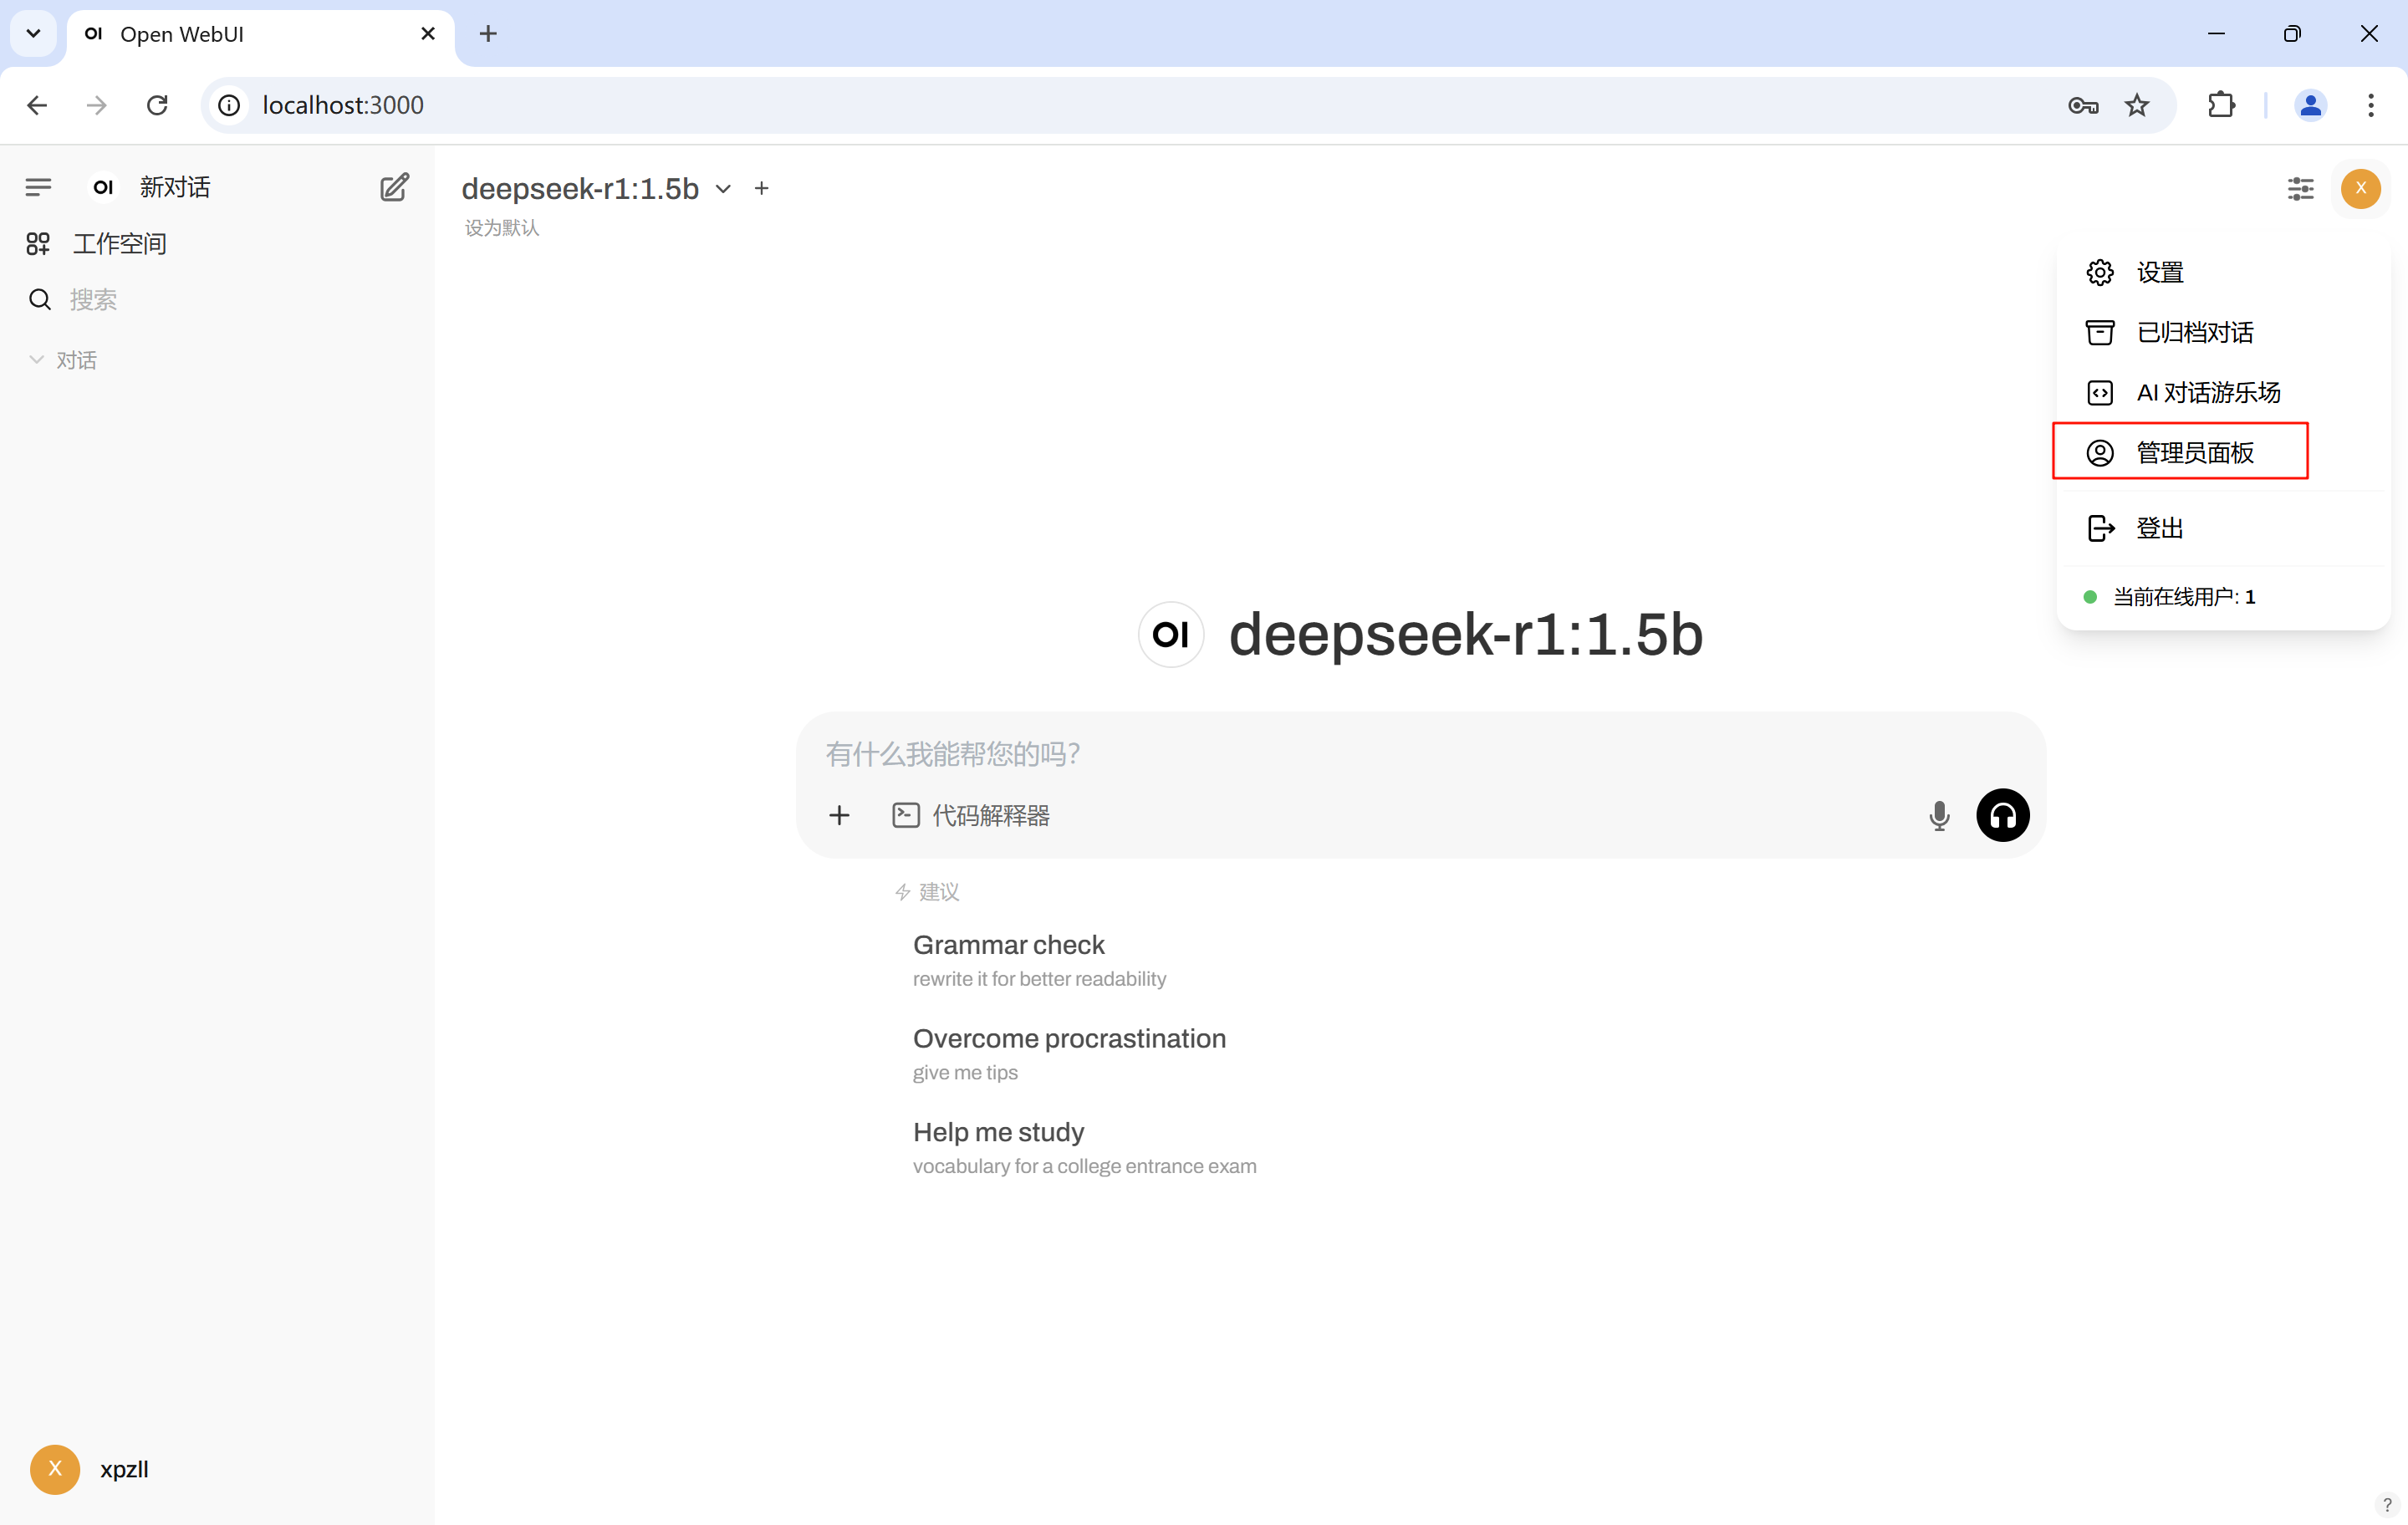 OI Open WebUI
localhost:3000
OI 新对话
工作空间
搜索
对话
deepseek-r1:1.5b
设为默认
X
设置
已归档对话
AI 对话游乐场
管理员面板
登出
当前在线用户: 1
OI deepseek-r1:1.5b
有什么我能帮您的吗?
代码解释器
建议
Grammar check
rewrite it for better readability
Overcome procrastination
give me tips
Help me study
vocabulary for a college entrance exam
X xpzll
?